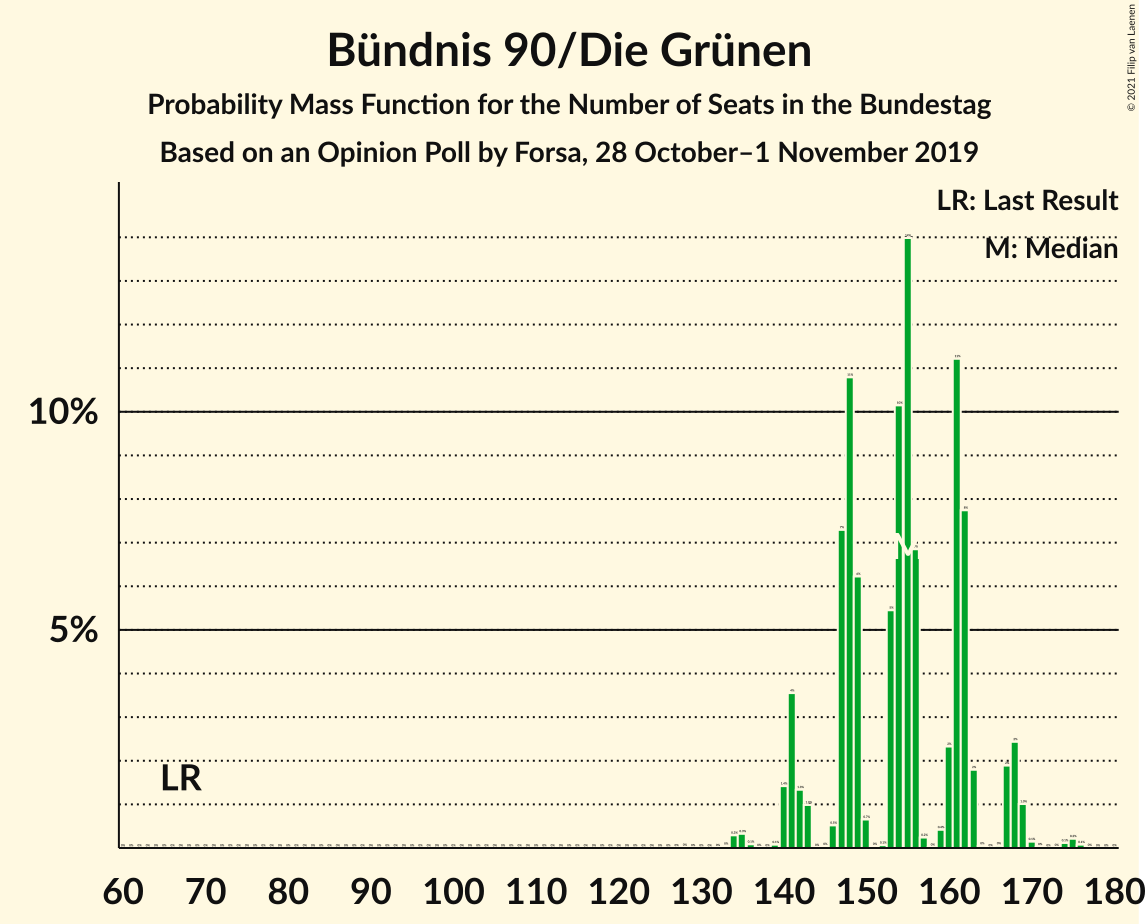 Bündnis 90/Die Grünen
Probability Mass Function for the Number of Seats in the Bundestag
Based on an Opinion Poll by Forsa, 28 October–1 November 2019
© 2021 Filip van Laenen
LR: Last Result
M: Median
10%
5%
M
LR
60 70 80 90 100 110 120 130 140 150 160 170 180